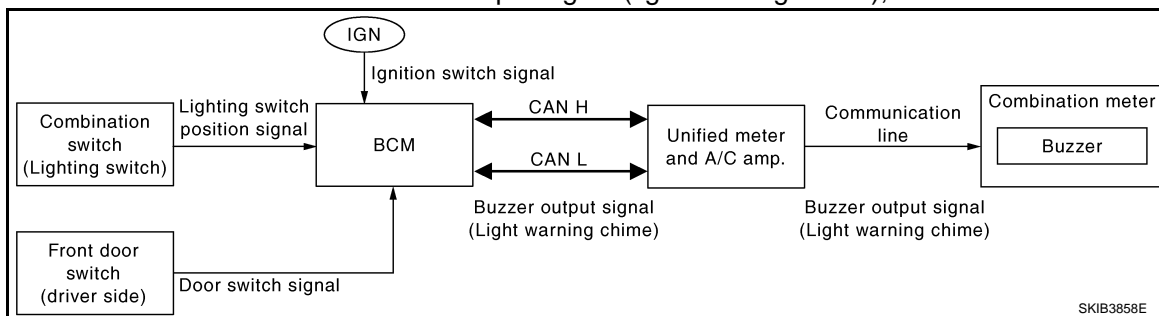 IGN
Ignition switch signal
Combination
switch
(Lighting switch)
Lighting switch
position signal
BCM
CAN H
CAN L
Unified meter
and A/C amp.
Communication
line
Combination meter
Buzzer
Buzzer output signal
(Light warning chime)
Buzzer output signal
(Light warning chime)
Front door
switch
(driver side)
Door switch signal
SKIB3858E